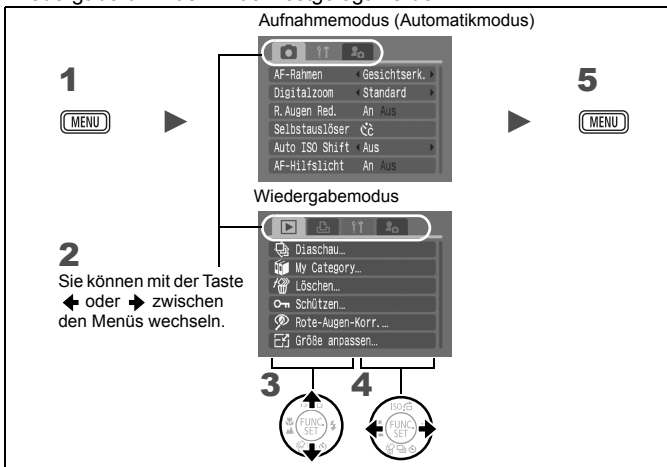 Aufnahmemodus (Automatikmodus)
1
MENU
AF-Rahmen Gesichtserk.
Digitalzoom Standard
R.Augen Red. An Aus
Selbstauslöser
Auto ISO Shift Aus
AF-Hilfslicht An Aus
5
MENU
Wiedergabemodus
2
Sie können mit der Taste
oder zwischen
den Menüs wechseln.
Diaschau...
My Category...
Löschen...
Schützen...
Rote-Augen-Korr....
Größe anpassen...
3
FUNC.
SET
4
ISO
FUNC.
SET